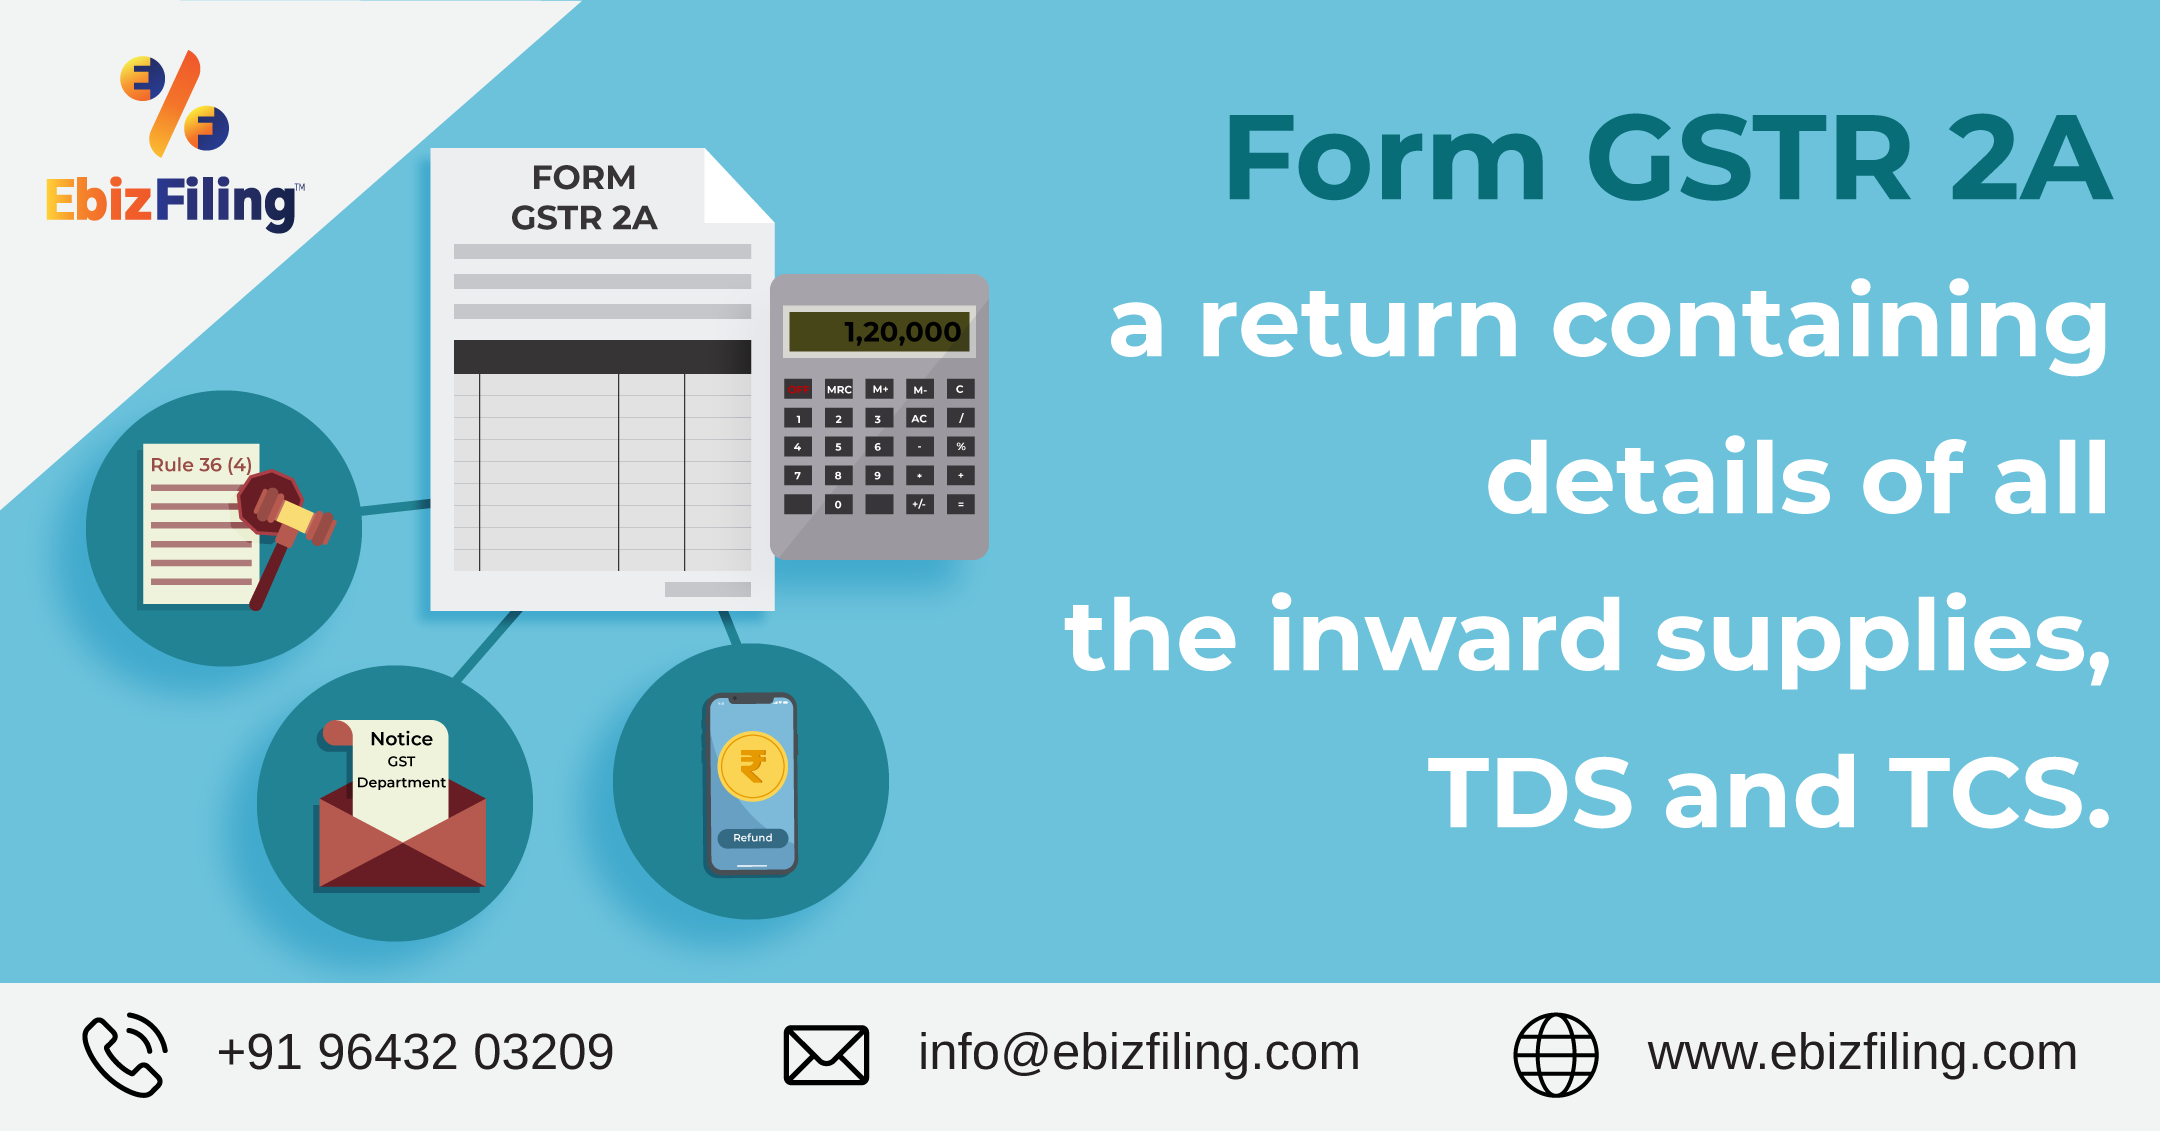 EbizFiling™
FORM
GSTR 2A
1,20,000
OFF MRC M+ M- C
1 2 3 AC /
4 5 6 - %
7 8 9 * +
0 +/- =
Rule 36 (4)
Notice
GST
Department
₹
Refund
Form GSTR 2A
a return containing
details of all
the inward supplies,
TDS and TCS.
+91 96432 03209
info@ebizfiling.com
www.ebizfiling.com